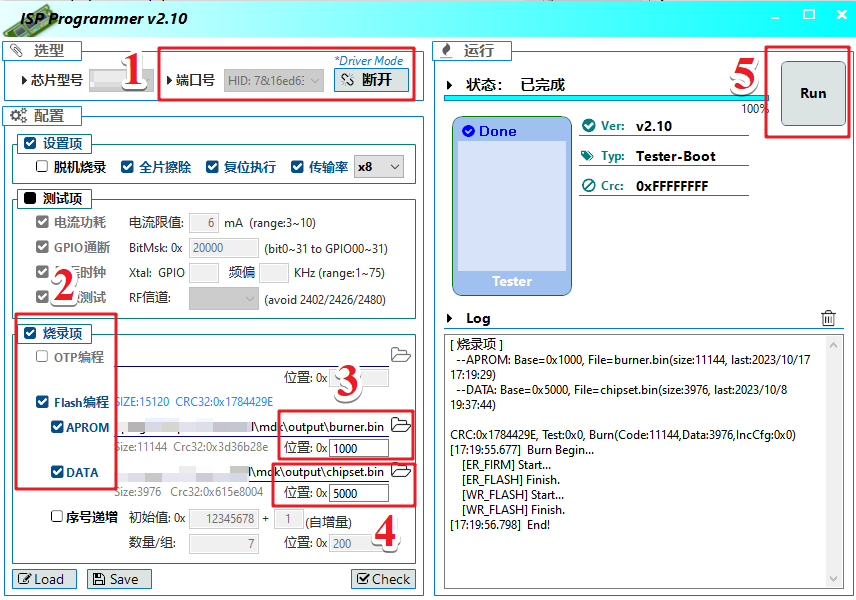 ISP Programmer v2.10
选型
1
*Driver Mode
芯片型号
端口号
HID: 7&16ed6
断开
配置
设置项
脱机烧录
全片擦除
复位执行
传输率
x8
测试项
电流功耗
电流限值:
6
mA
(range:3~10)
GPIO通断
BitMsk: 0x
20000
(bit0~31 to GPIO00~31)
时钟
Xtal: GPIO
频偏
KHz (range:1~75)
2
测试
RF信道:
(avoid 2402/2426/2480)
烧录项
OTP编程
位置: 0x
3
Flash编程
SIZE:15120 CRC32:0x1784429E
APROM
\mdk\output\burner.bin
Size:11144 Crc32:0x3d36b28e
位置: 0x
1000
DATA
\mdk\output\chipset.bin
Size:3976 Crc32:0x615e8004
位置: 0x
5000
序号递增
初始值: 0x
12345678
+
1
(自增量)
4
数量/组:
7
位置: 0x
200
Load
Save
Check
运行
5
状态:
已完成
100%
Run
Done
Tester
Ver:
v2.10
Typ:
Tester-Boot
Crc:
0xFFFFFFFF
Log
[ 烧录项 ]
--APROM: Base=0x1000, File=burner.bin(size:11144, last:2023/10/17
17:19:29)
--DATA: Base=0x5000, File=chipset.bin(size:3976, last:2023/10/8
19:37:44)
CRC:0x1784429E, Test:0x0, Burn(Code:11144,Data:3976,IncCfg:0x0)
[17:19:55.677] Burn Begin...
[ER_FIRM] Start...
[ER_FLASH] Finish.
[WR_FLASH] Start...
[WR_FLASH] Finish.
[17:19:56.798] End!